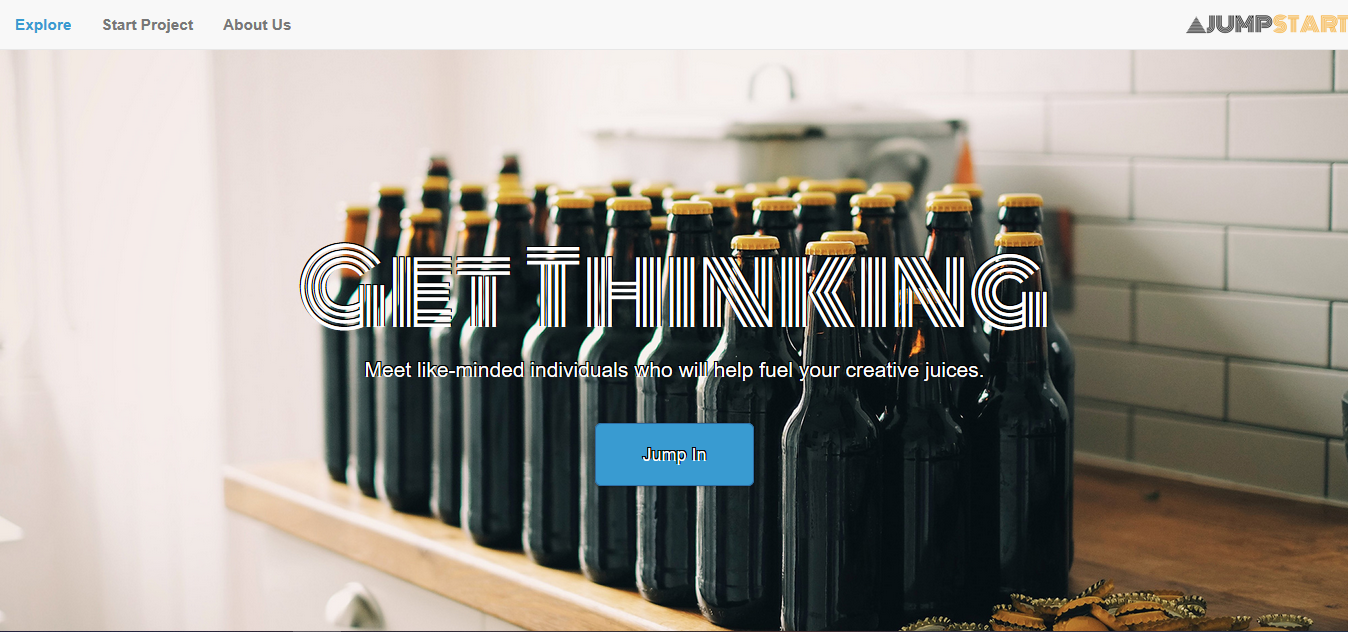 Explore Start Project About Us JUMPSTART
Get Thinking
Meet like-minded individuals who will help fuel your creative juices.
Jump In